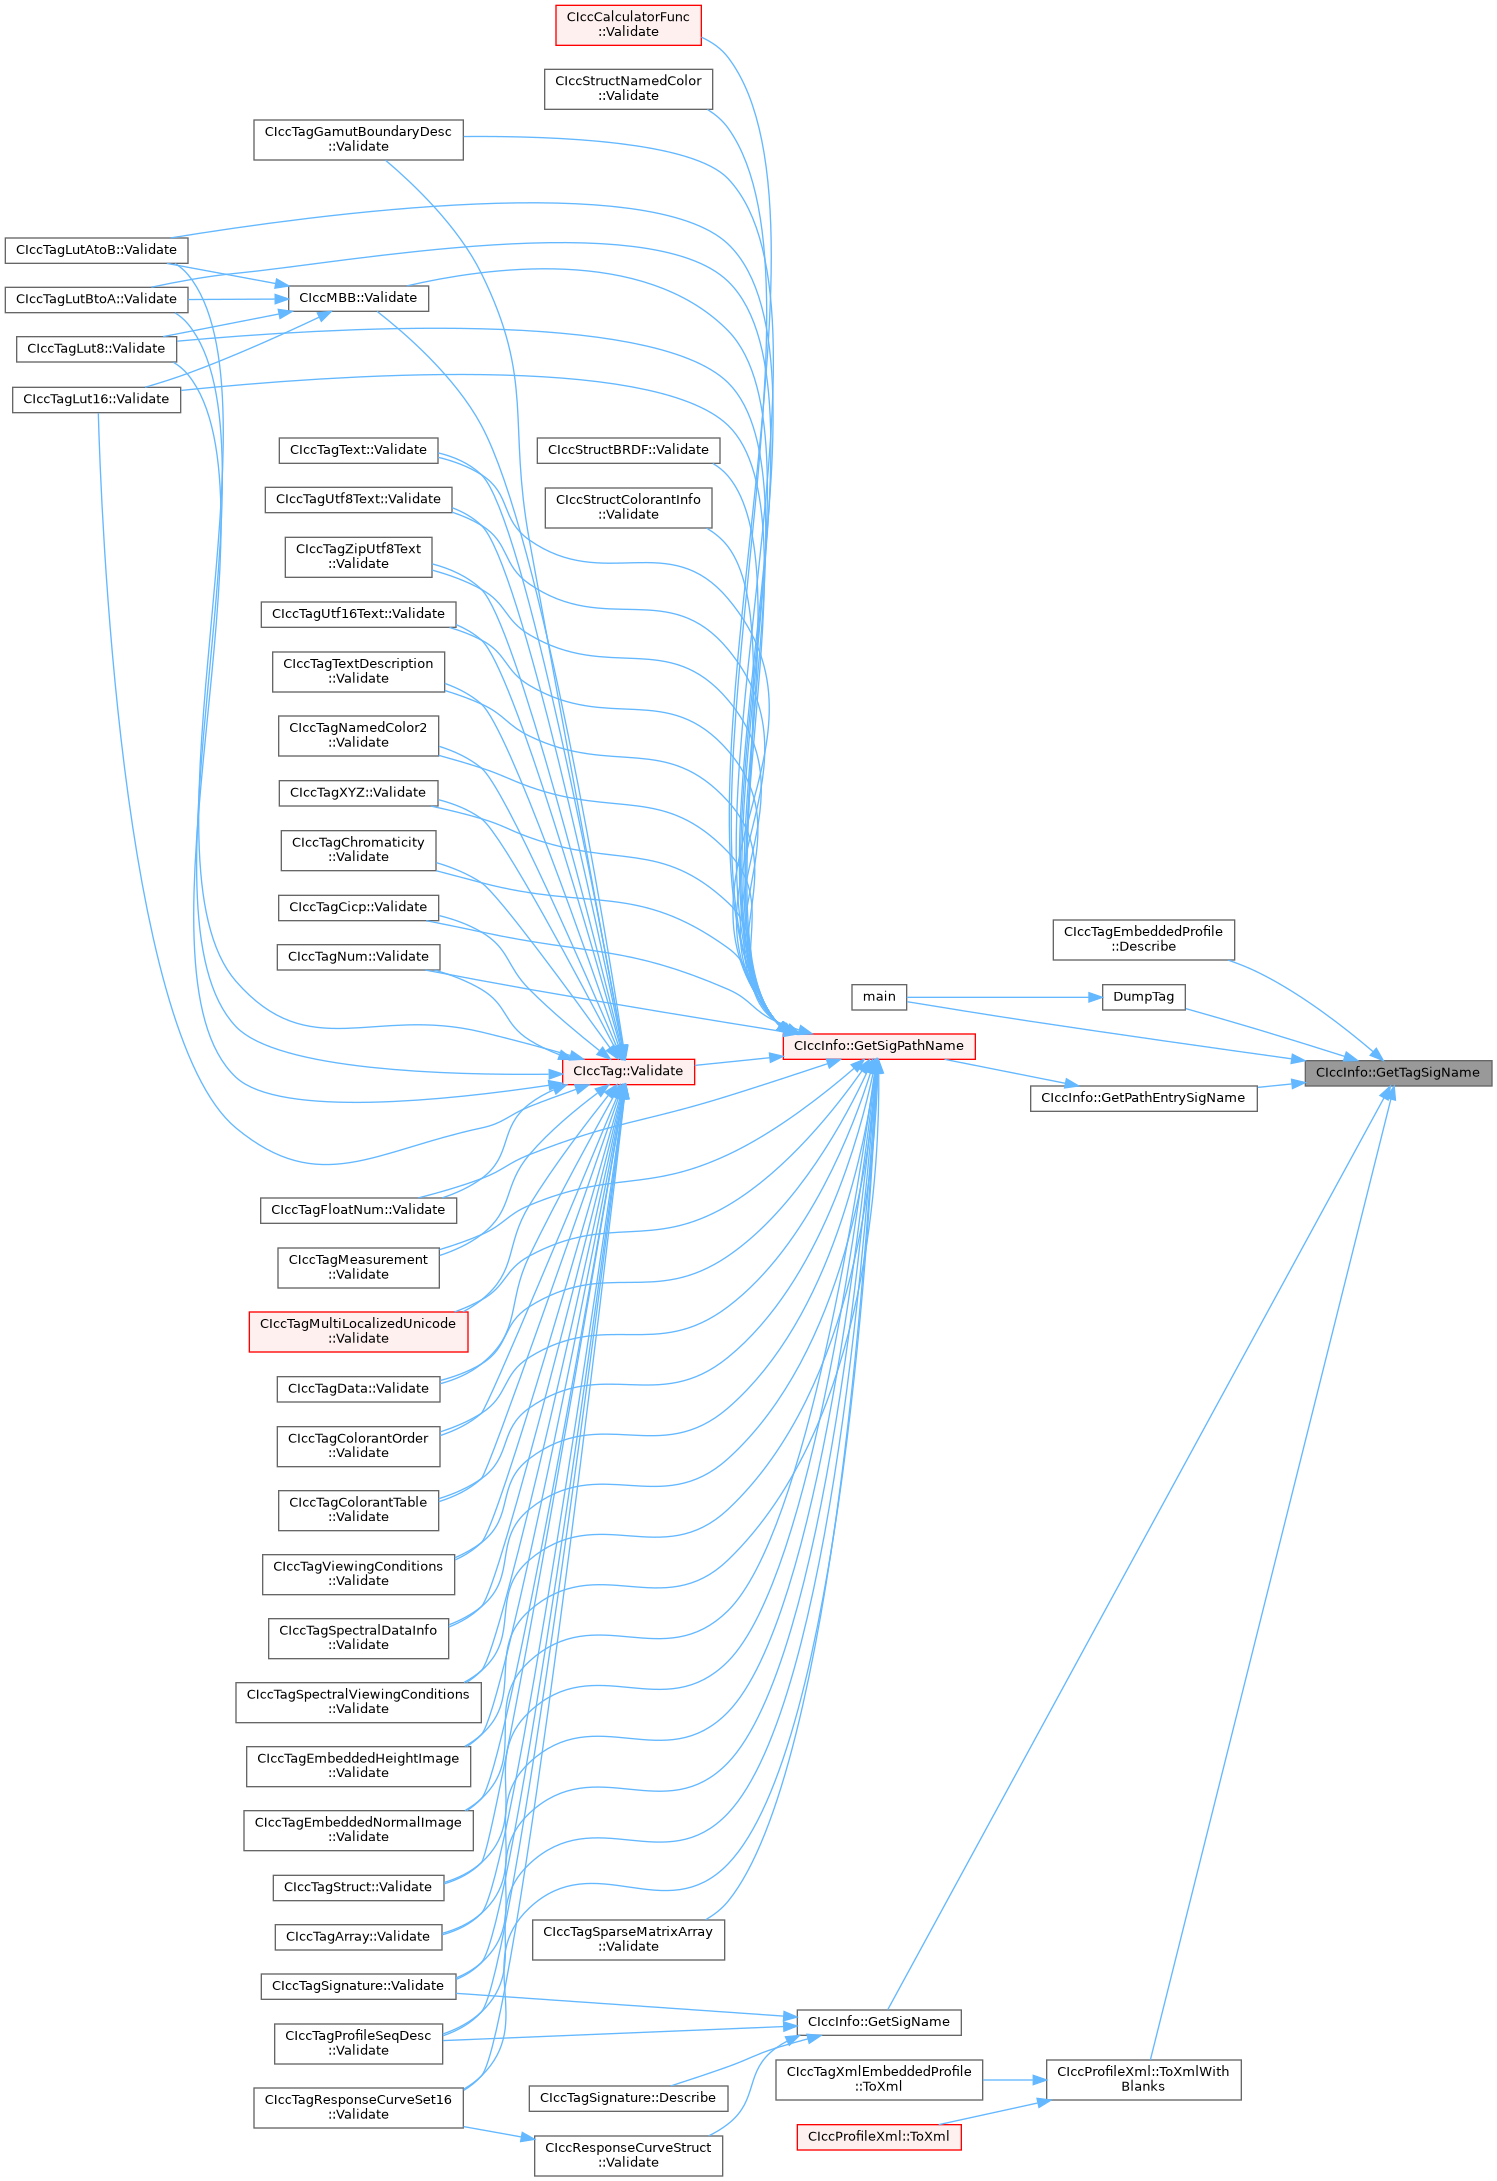 CIccCalculatorFunc
::Validate
CIccStructNamedColor
::Validate
CIccTagGamutBoundaryDesc
::Validate
CIccTagLutAtoB::Validate
CIccTagLutBtoA::Validate
CIccMBB::Validate
CIccTagLut8::Validate
CIccTagLut16::Validate
CIccTagText::Validate
CIccStructBRDF::Validate
CIccTagUtf8Text::Validate
CIccStructColorantInfo
::Validate
CIccTagZipUtf8Text
::Validate
CIccTagUtf16Text::Validate
CIccTagTextDescription
::Validate
CIccTagNamedColor2
::Validate
CIccTagXYZ::Validate
CIccTagChromaticity
::Validate
CIccTagCicp::Validate
CIccTagNum::Validate
CIccTagEmbeddedProfile
::Describe
main
DumpTag
CIccInfo::GetSigPathName
CIccTag::Validate
CIccInfo::GetTagSigName
CIccInfo::GetPathEntrySigName
CIccTagFloatNum::Validate
CIccTagMeasurement
::Validate
CIccTagMultiLocalizedUnicode
::Validate
CIccTagData::Validate
CIccTagColorantOrder
::Validate
CIccTagColorantTable
::Validate
CIccTagViewingConditions
::Validate
CIccTagSpectralDataInfo
::Validate
CIccTagSpectralViewingConditions
::Validate
CIccTagEmbeddedHeightImage
::Validate
CIccTagEmbeddedNormalImage
::Validate
CIccTagStruct::Validate
CIccTagArray::Validate
CIccTagSparseMatrixArray
::Validate
CIccTagSignature::Validate
CIccInfo::GetSigName
CIccTagProfileSeqDesc
::Validate
CIccTagXmlEmbeddedProfile
::ToXml
CIccProfileXml::ToXmlWith
Blanks
CIccTagResponseCurveSet16
::Validate
CIccTagSignature::Describe
CIccProfileXml::ToXml
CIccResponseCurveStruct
::Validate